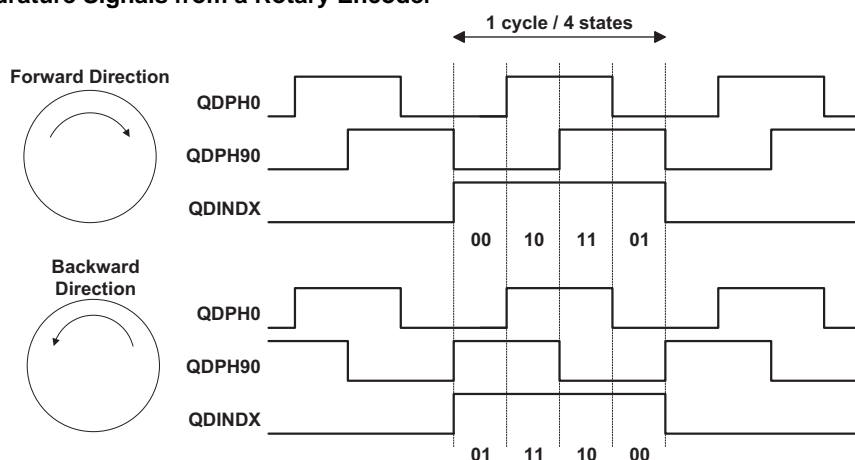 Signals from a Rotary Encoder
1 cycle / 4 states
Forward Direction
QDPH0
QDPH90
QDINDX
00 10 11 01
Backward
Direction
QDPH0
QDPH90
QDINDX
01 11 10 00